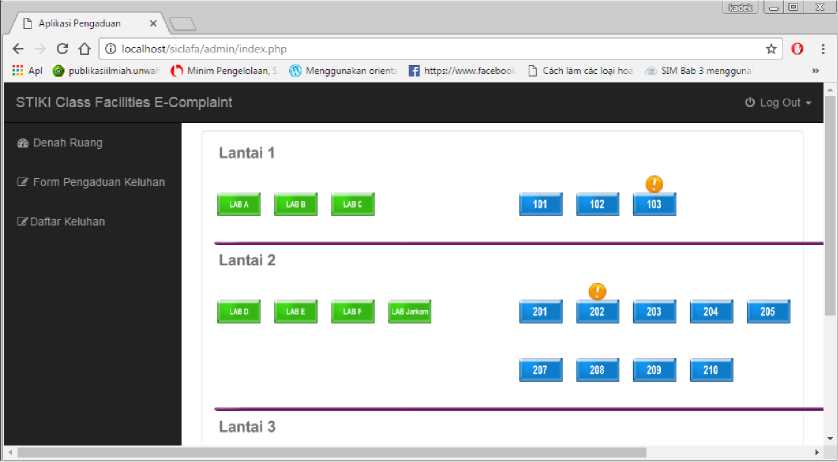 kadek
Aplikasi Pengaduan
localhost/siclafa/admin/index.php
Apl publikasiilmiah.unwah Minim Pengelolaan, S Menggunakan orienta https://www.facebook Cách làm các loại hoa SIM Bab 3 mengguna
STIKI Class Facilities E-Complaint Log Out
Denah Ruang
Form Pengaduan Keluhan
Daftar Keluhan
Lantai 1
LAB A LAB B LAB C 101 102 103
Lantai 2
LAB D LAB E LAB F LAB Jarkom 201 202 203 204 205
207 208 209 210
Lantai 3